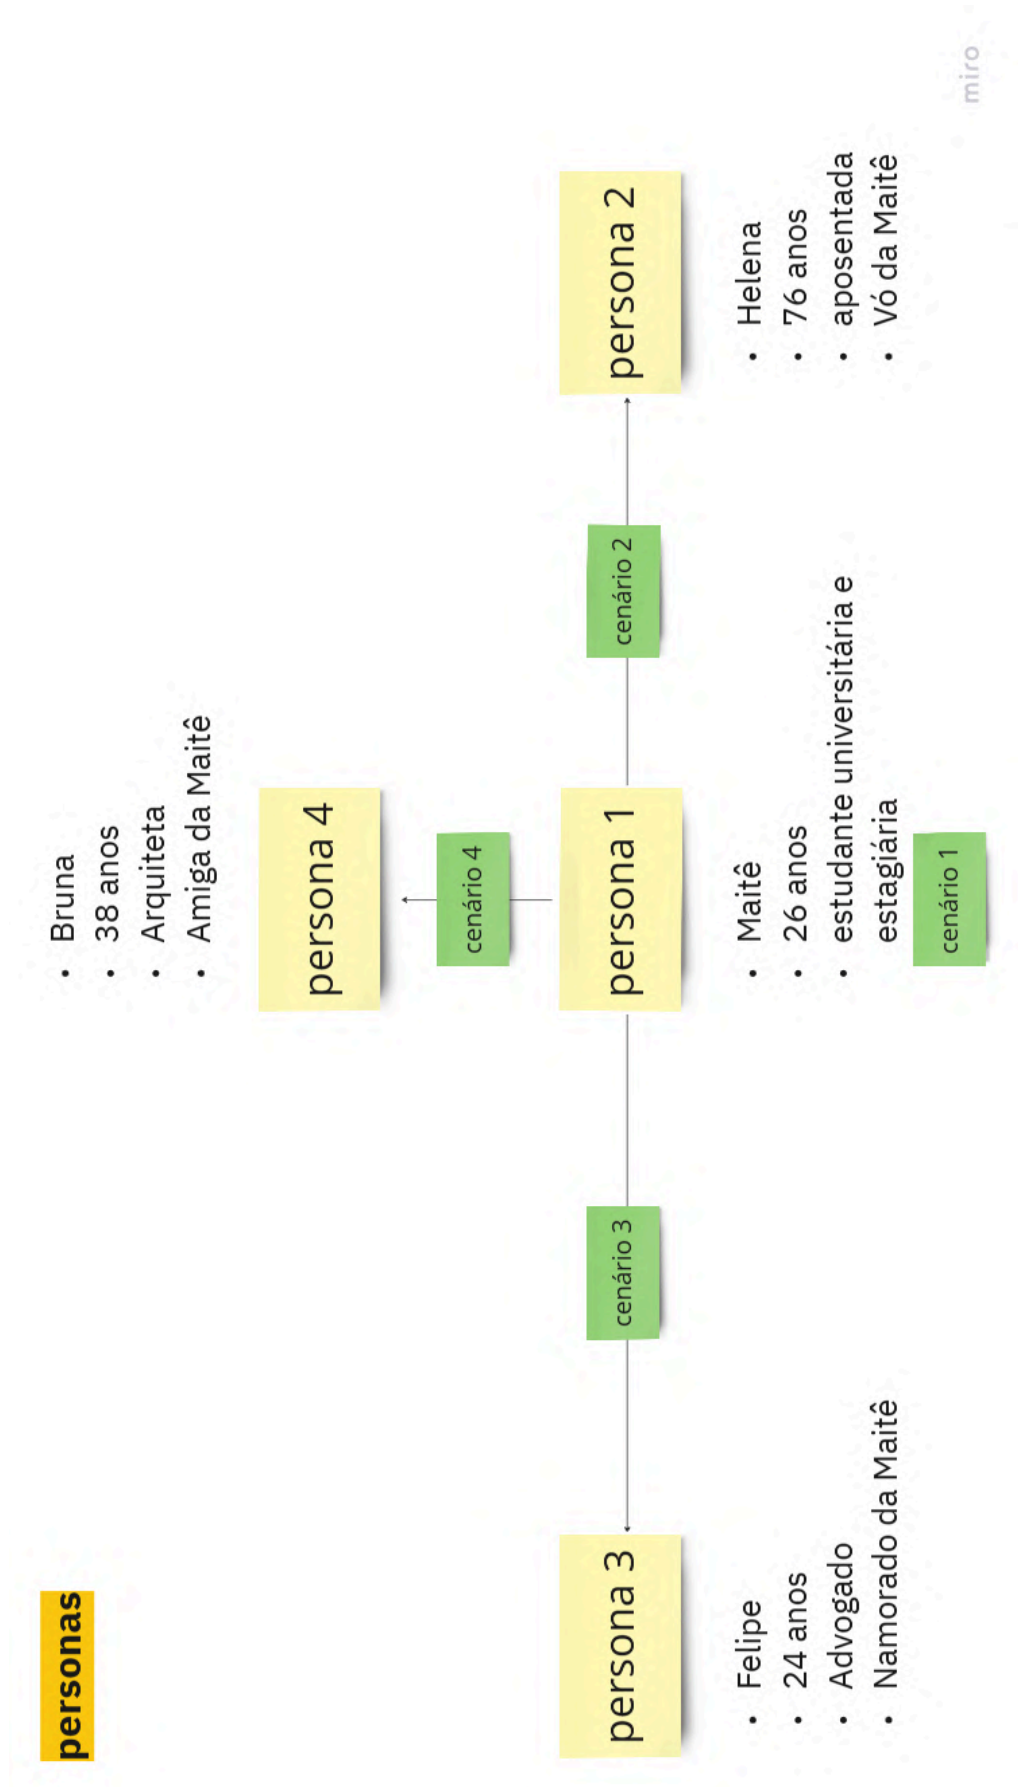 personas
• Bruna
• 38 anos
• Arquiteta
• Amiga da Maitê
persona 4
cenário 4
persona 3
cenário 3
persona 1
cenário 2
persona 2
• Felipe
• 24 anos
• Advogado
• Namorado da Maitê
• Maitê
• 26 anos
• estudante universitária e
estagiária
cenário 1
• Helena
• 76 anos
• aposentada
• Vó da Maitê
miro